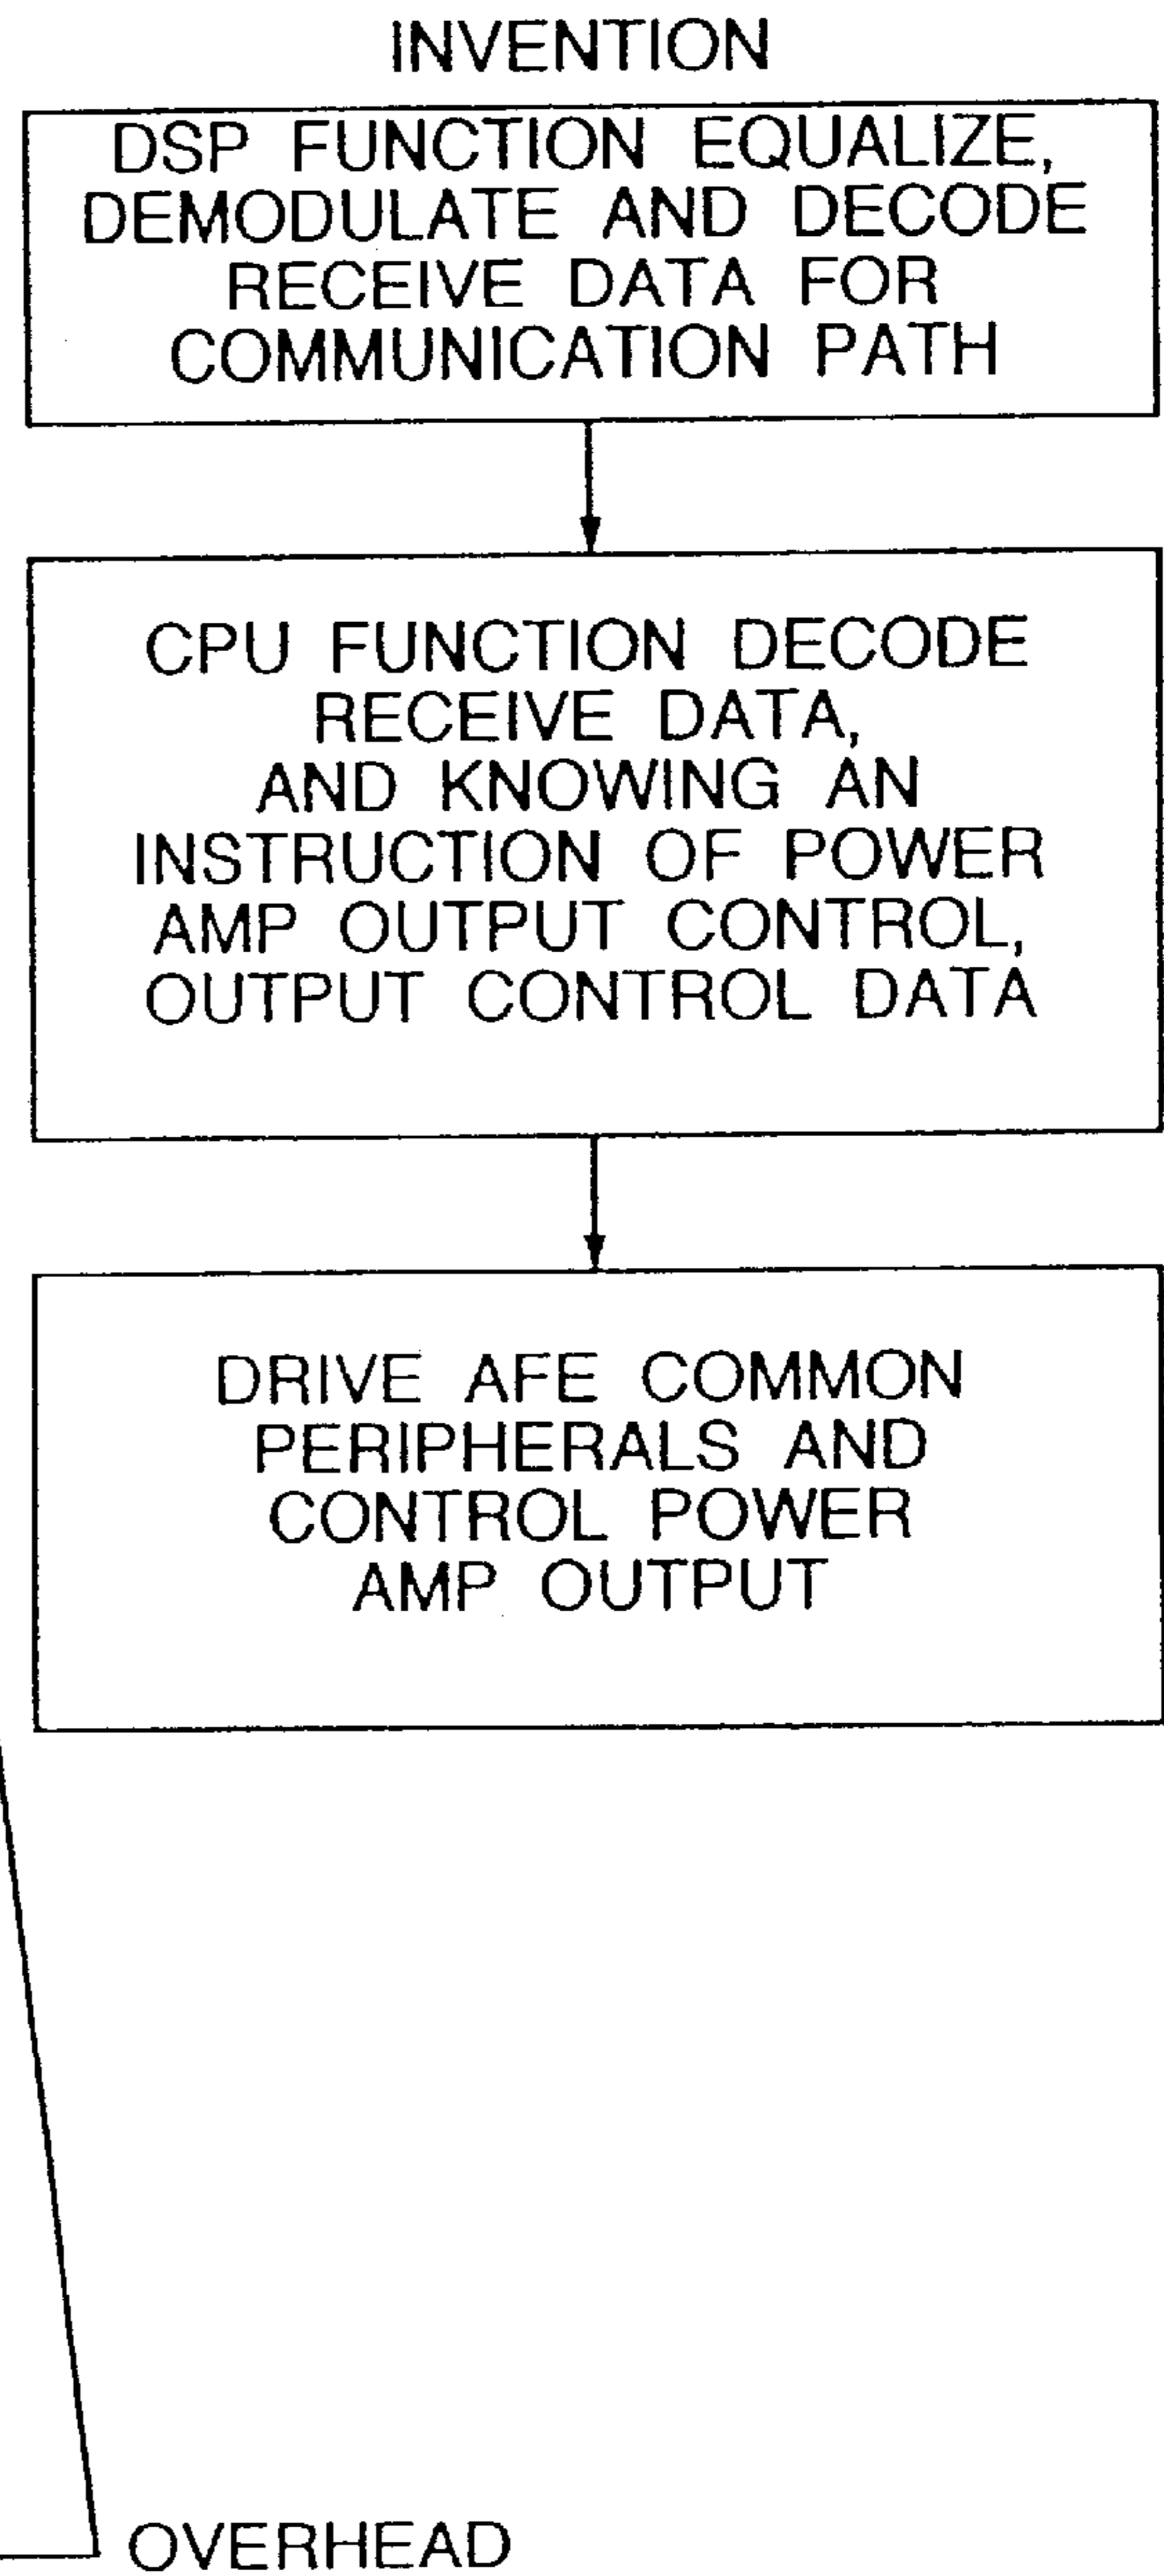 INVENTION
DSP FUNCTION EQUALIZE,
DEMODULATE AND DECODE
RECEIVE DATA FOR
COMMUNICATION PATH
CPU FUNCTION DECODE
RECEIVE DATA,
AND KNOWING AN
INSTRUCTION OF POWER
AMP OUTPUT CONTROL,
OUTPUT CONTROL DATA
DRIVE AFE COMMON
PERIPHERALS AND
CONTROL POWER
AMP OUTPUT
OVERHEAD